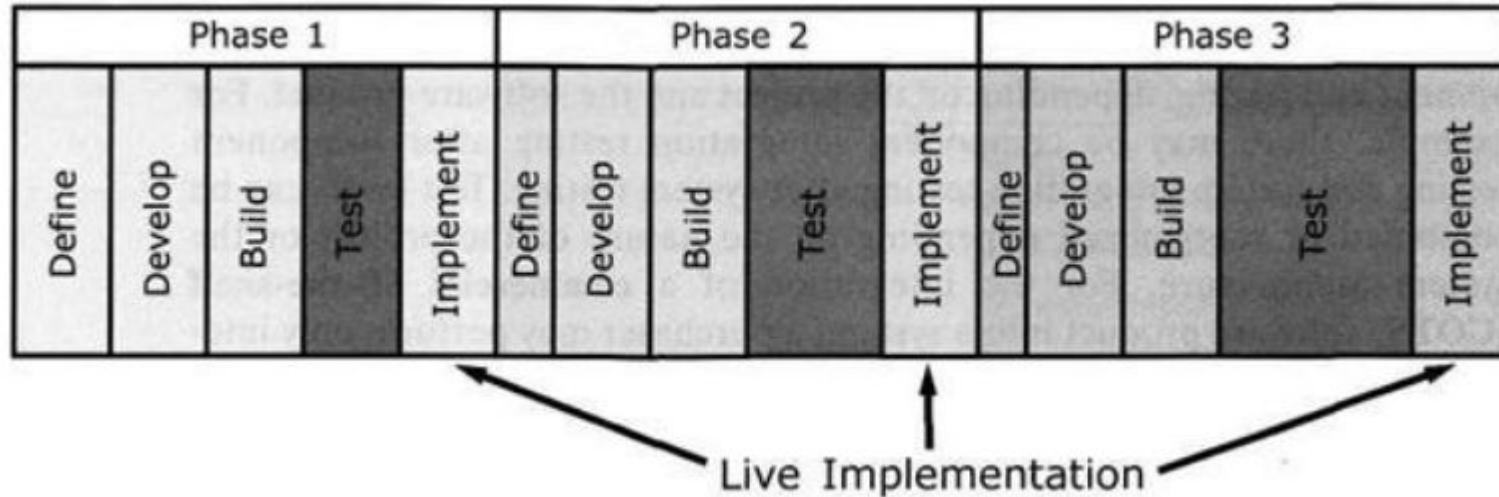 Phase 1
Phase 2
Phase 3
Define
Develop
Build
Test
Implement
Define
Develop
Build
Test
Implement
Define
Develop
Build
Test
Implement
Live Implementation